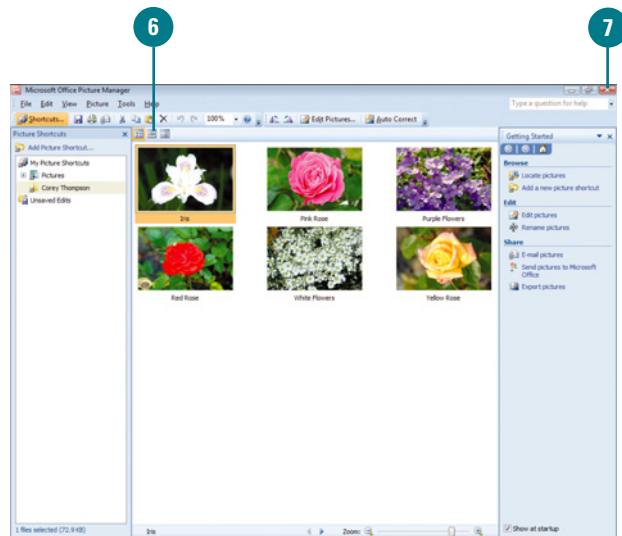 6
7
Microsoft Office Picture Manager
File Edit View Picture Tools Help
Type a question for help
Shortcuts... 100% Edit Pictures... Auto Correct
Picture Shortcuts
Add Picture Shortcut...
My Picture Shortcuts
Pictures
Corey Thompson
Unsaved Edits
Iris
Pink Rose
Purple Flowers
Red Rose
White Flowers
Yellow Rose
Getting Started
Browse
Locate pictures
Add a new picture shortcut
Edit
Edit pictures
Rename pictures
Share
E-mail pictures
Send pictures to Microsoft
Office
Export pictures
Show at startup
1 files selected (72.9 KB)
Iris
Zoom: